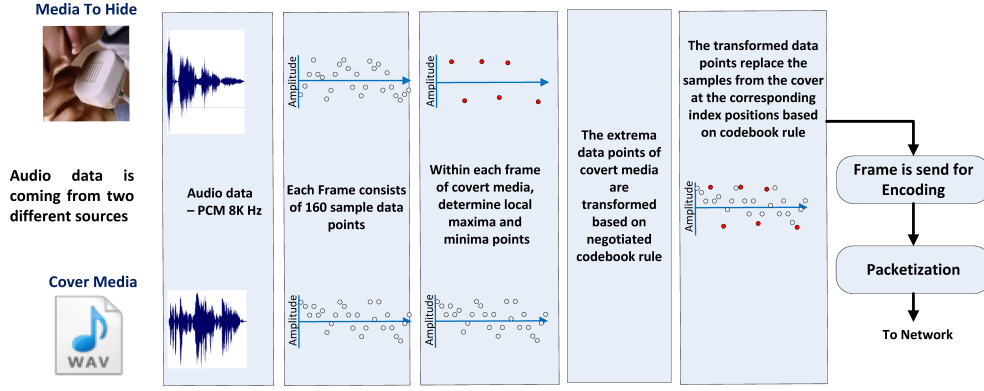 Media To Hide
Audio data is
coming from two
different sources
Cover Media
WAV
Audio data
– PCM 8K Hz
Amplitude
Each Frame consists
of 160 sample data
points
Amplitude
Amplitude
Within each frame
of covert media,
determine local
maxima and
minima points
Amplitude
The extrema
data points of
covert media
are
transformed
based on
negotiated
codebook rule
The transformed data
points replace the
samples from the cover
at the corresponding
index positions based
on codebook rule
Amplitude
Frame is send for
Encoding
Packetization
To Network